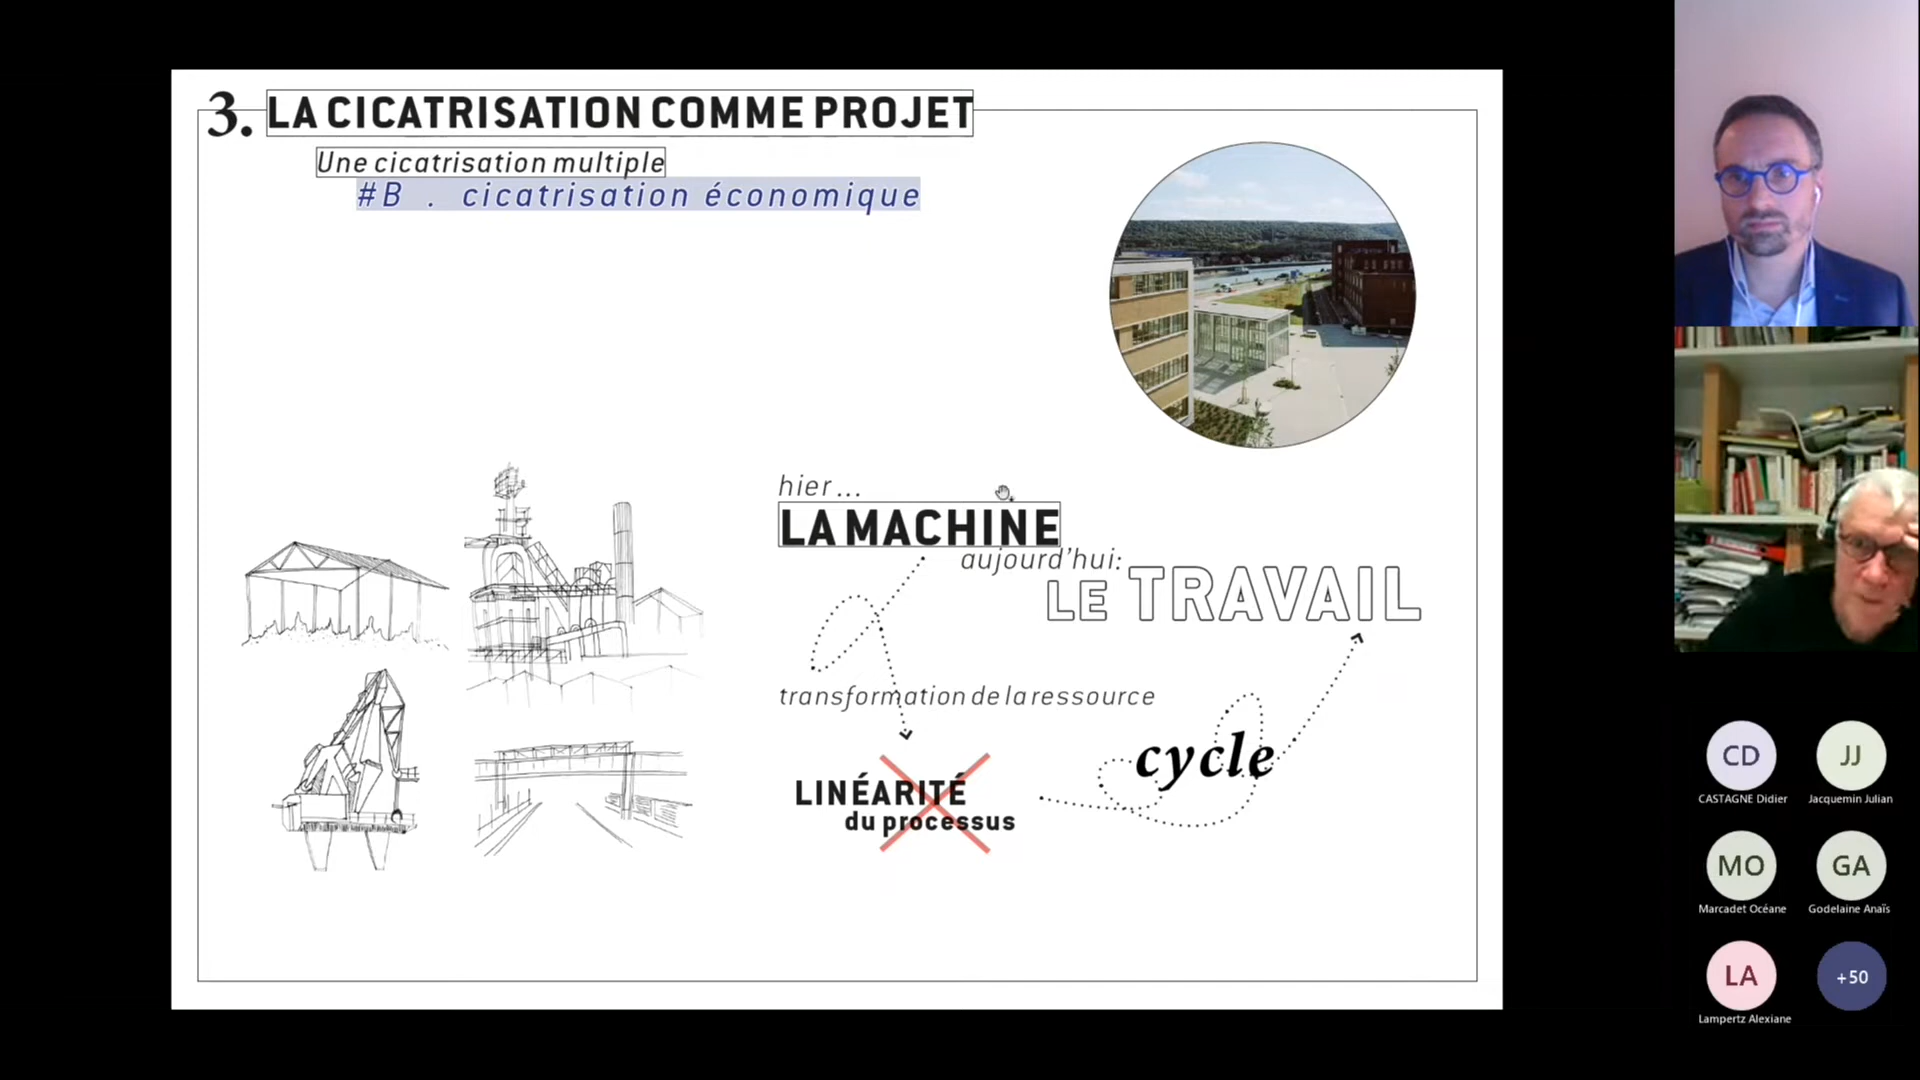 3. LA CICATRISATION COMME PROJET
Une cicatrisation multiple
#B . cicatrisation économique
hier...
LA MACHINE
aujourd'hui:
LE TRAVAIL
transformation de la ressource
cycle
LINÉARITÉ
du processus
CD
CASTAGNE Didier
JJ
Jacquemin Julian
MO
Marcadet Océane
GA
Godelaine Anaïs
LA
Lampertz Alexiane
+50